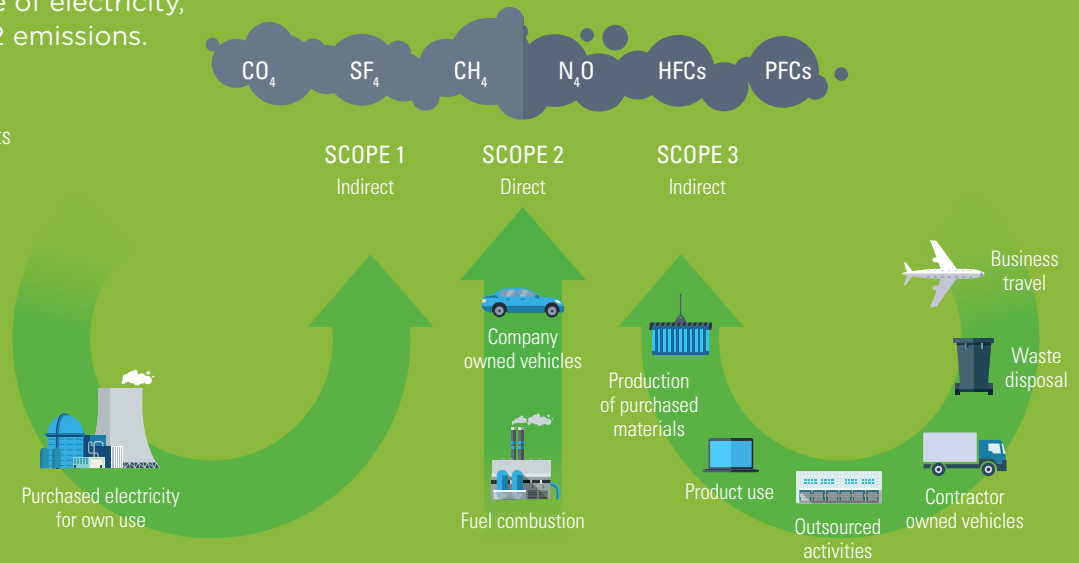 e of electricity,
2 emissions.
ts
CO₄ SF₄ CH₄ N₄O HFCs PFCs
SCOPE 1
Indirect
SCOPE 2
Direct
SCOPE 3
Indirect
Purchased electricity
for own use
Company
owned vehicles
Fuel combustion
Production
of purchased
materials
Product use
Outsourced
activities
Contractor
owned vehicles
Waste
disposal
Business
travel